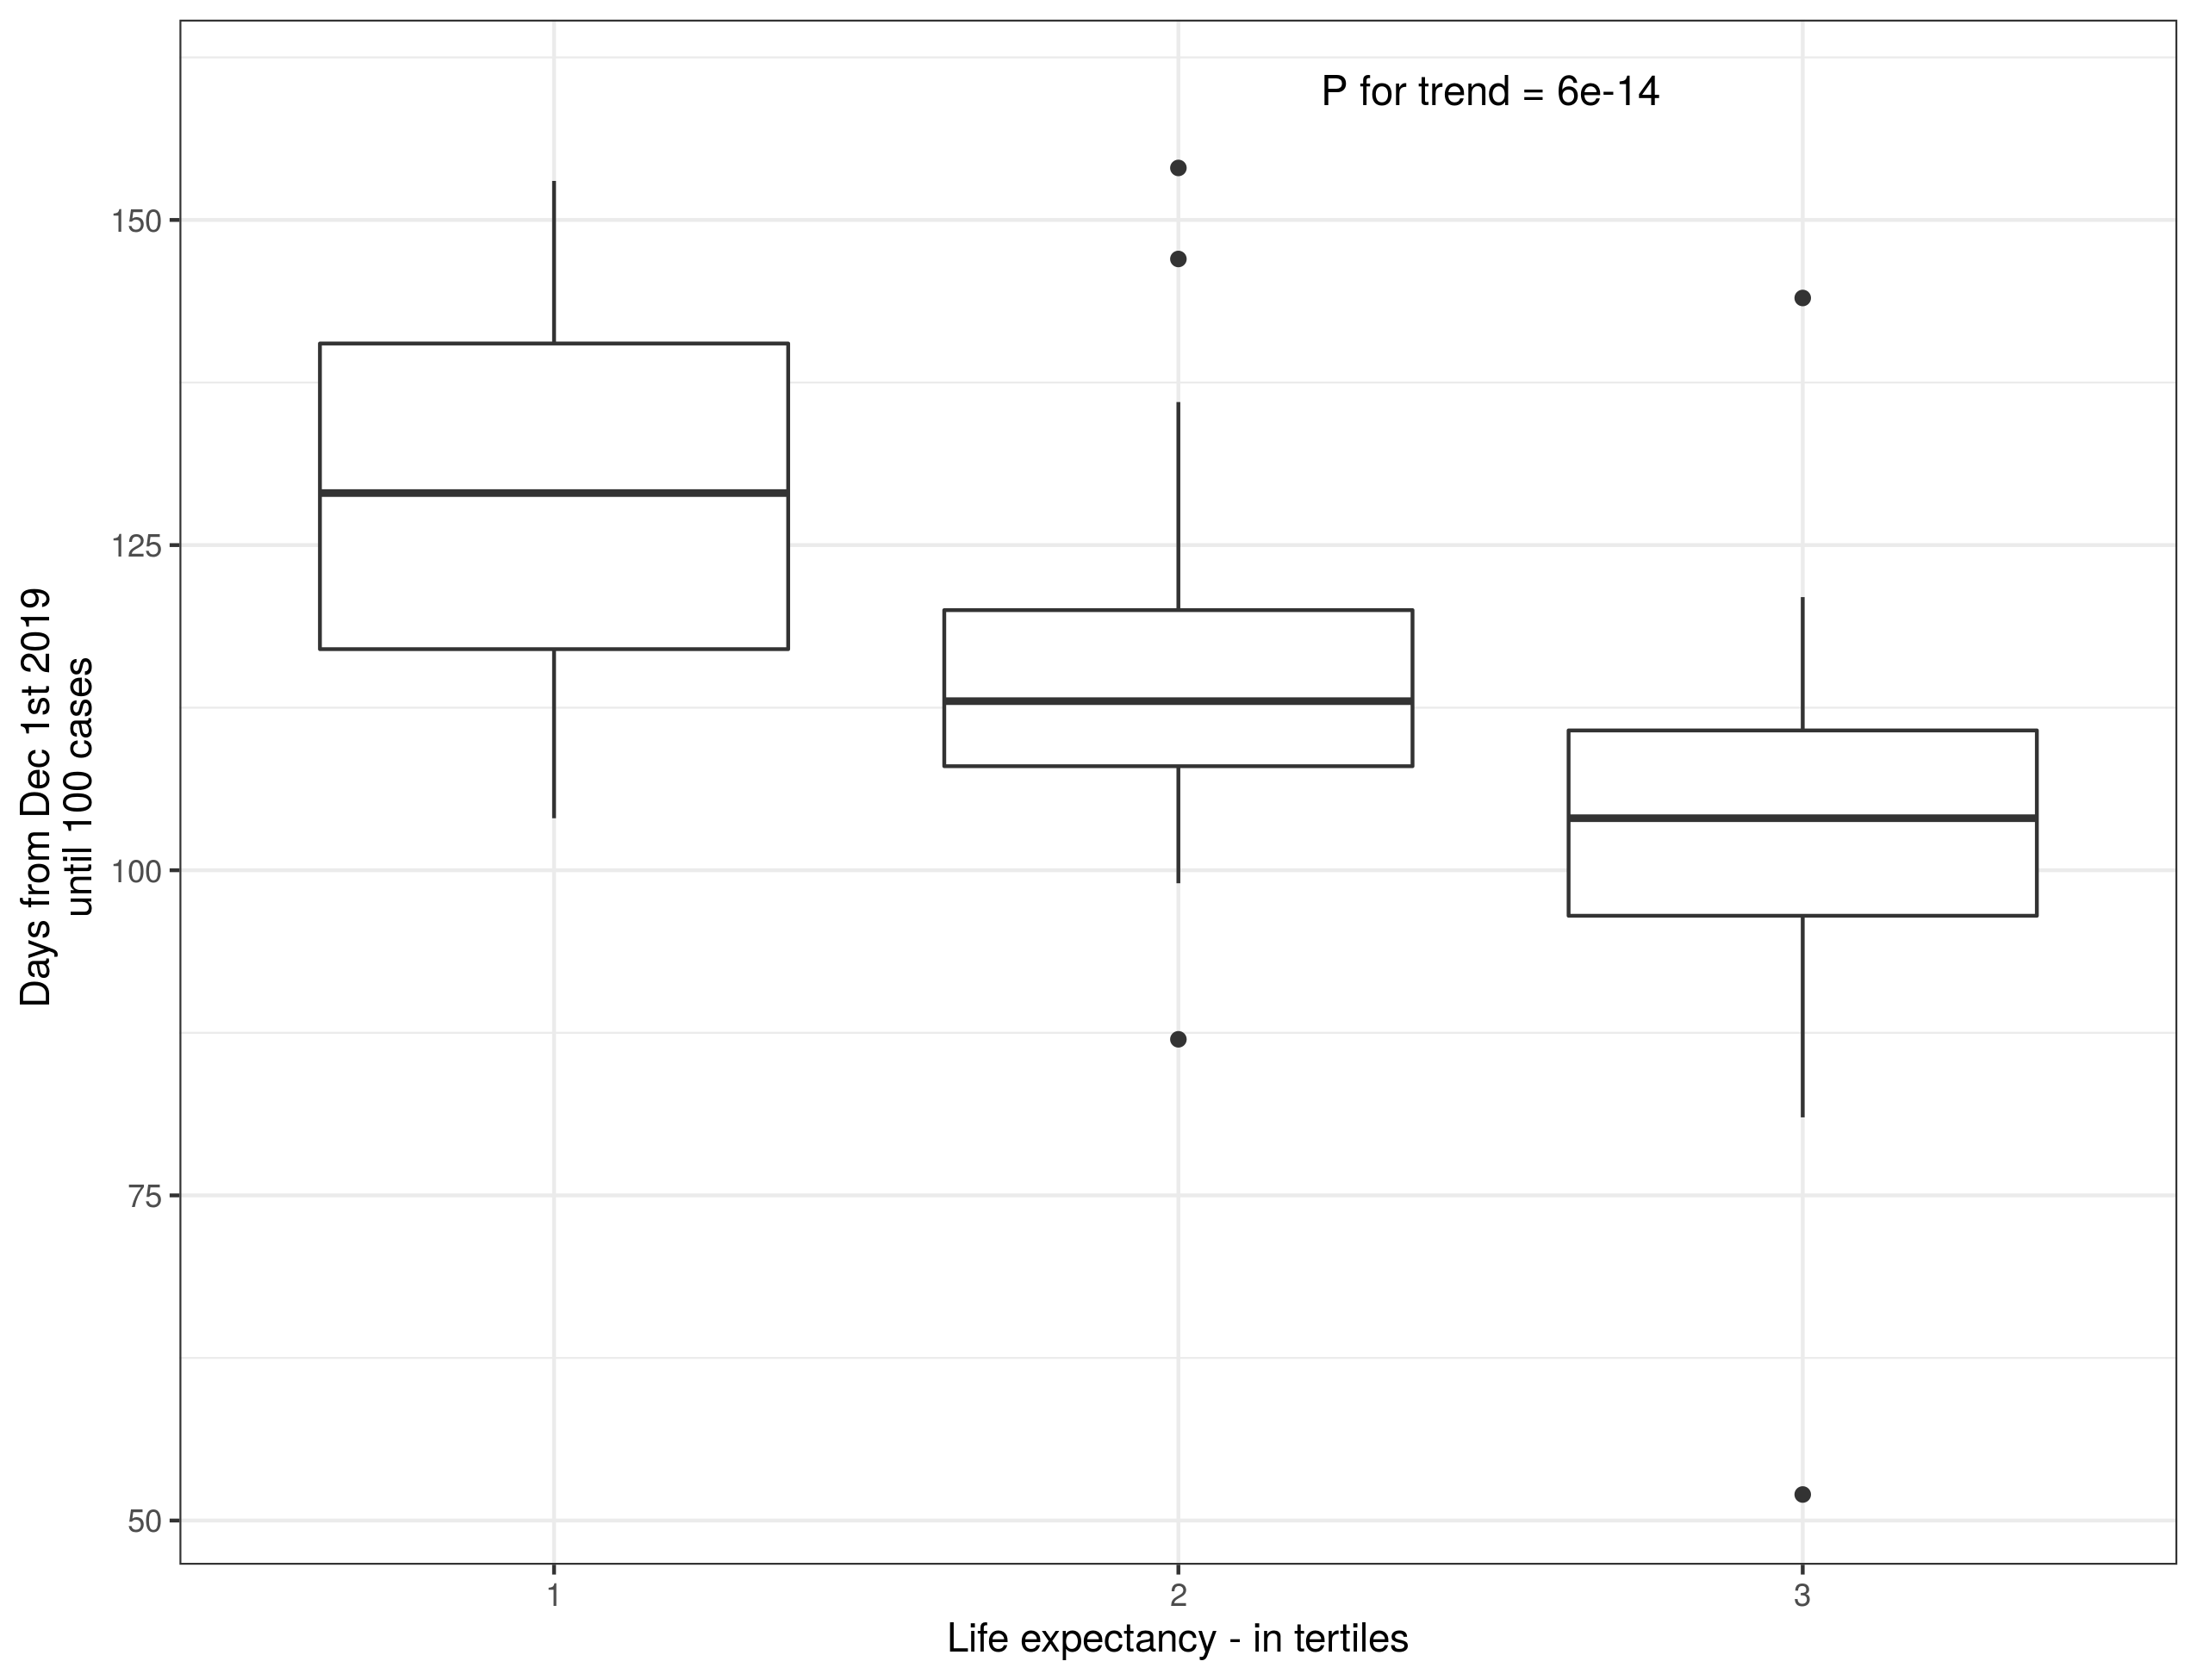 P for trend = 6e-14
150
125
100
75
50
Days from Dec 1st 2019
until 100 cases
1
2
3
Life expectancy - in tertiles